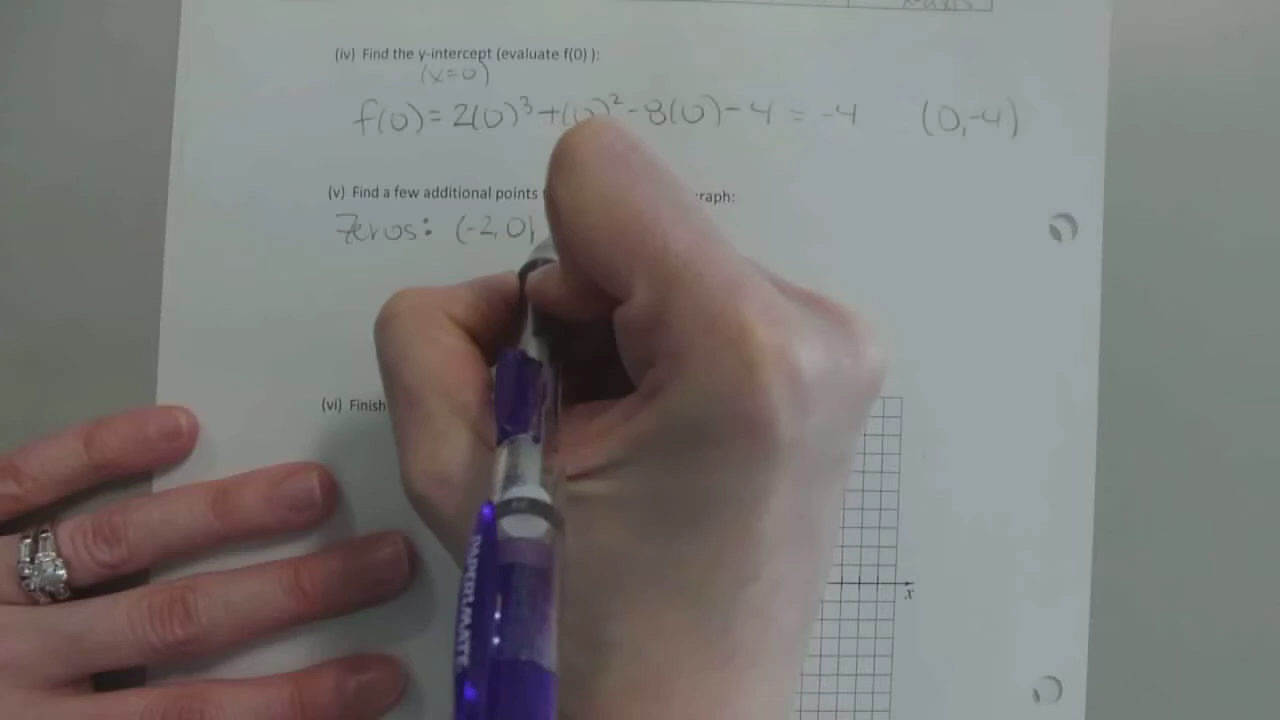 (iv) Find the y-intercept (evaluate f(0) ):
(x=0)
f(0) = 2(0)³+(0)²-8(0)-4 = -4 (0,-4)
(v) Find a few additional points
Zeros: (-2,0)
(vi) Finish
x
PAPERMATE